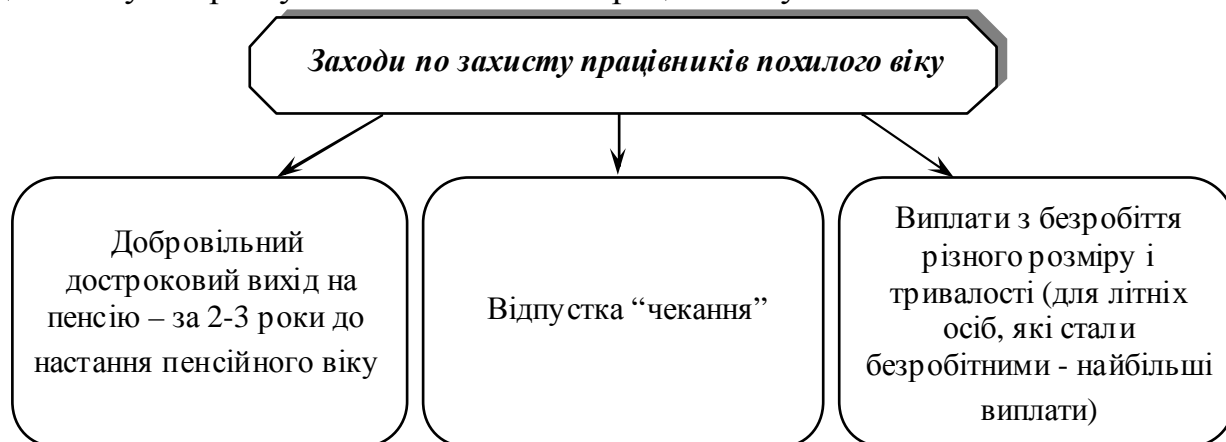 Заходи по захисту працівників похилого віку
Добровільний
достроковий вихід на
пенсію – за 2-3 роки до
настання пенсійного віку
Відпустка “чекання”
Виплати з безробіття
різного розміру і
тривалості (для літніх
осіб, які стали
безробітними - найбільші
виплати)